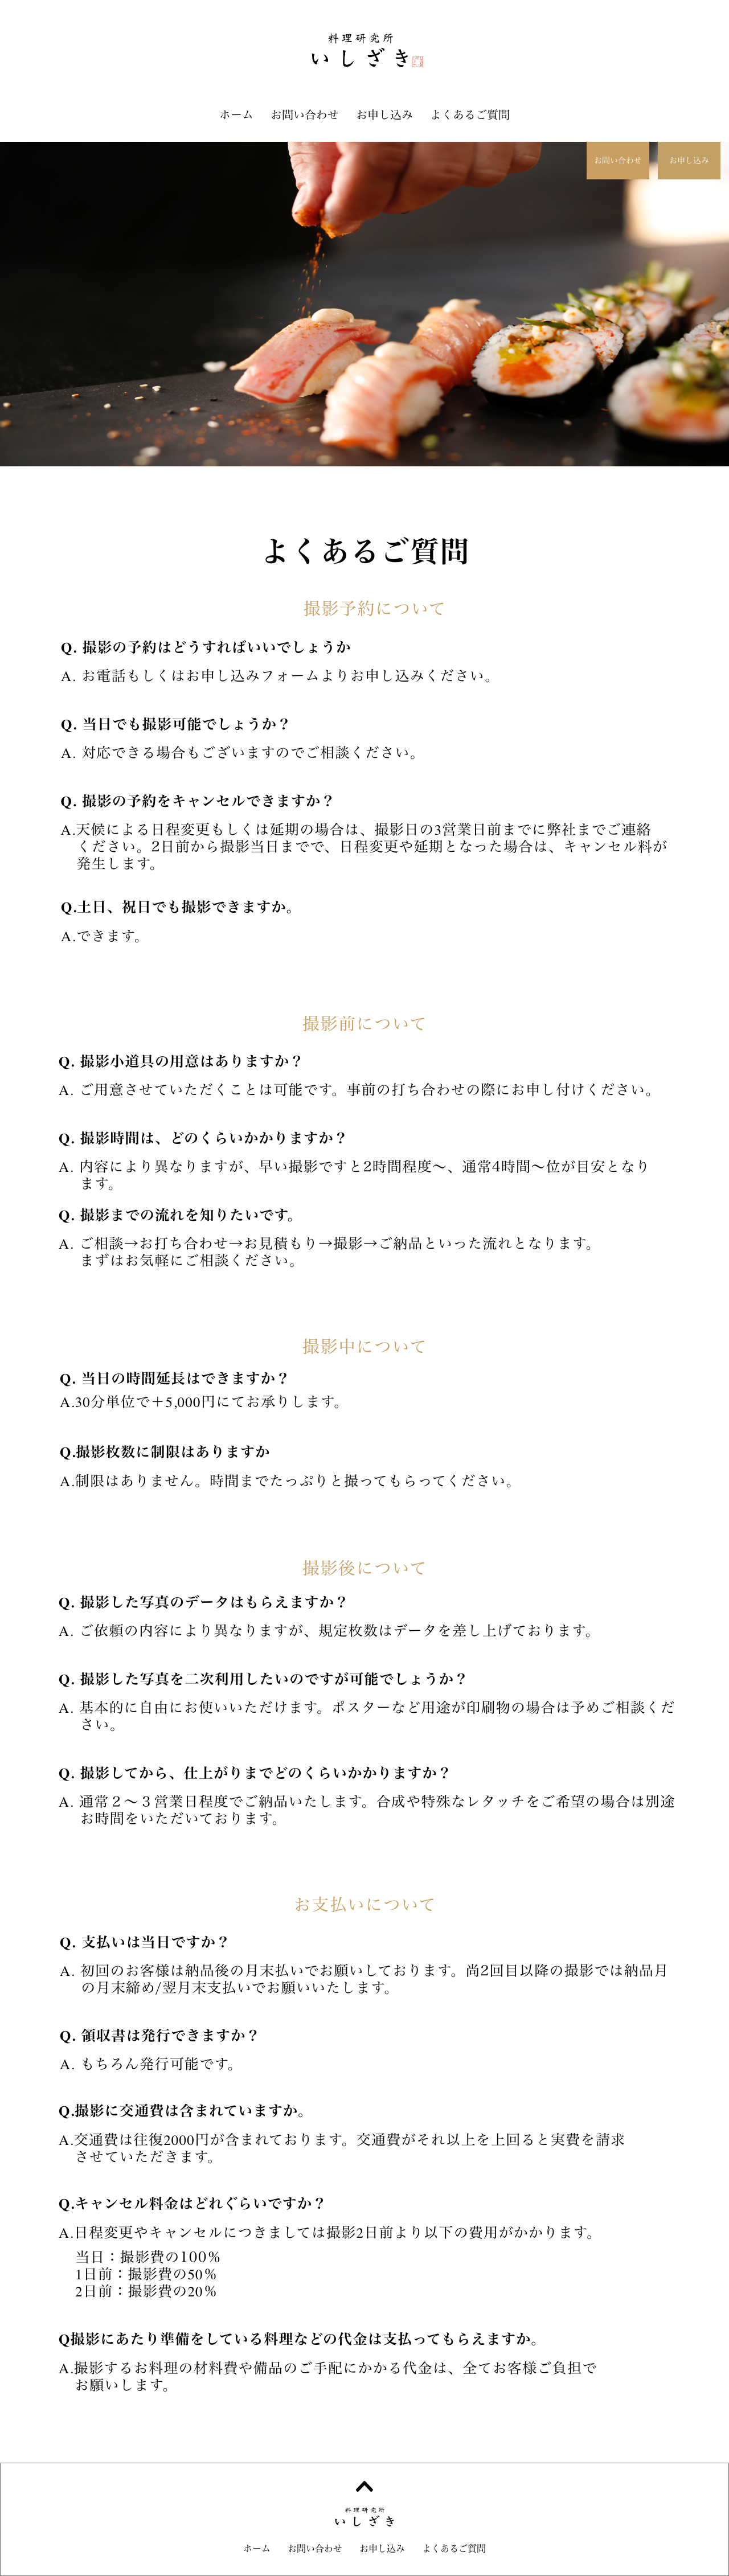 料理研究所
いしざき
ホーム お問い合わせ お申し込み よくあるご質問
お問い合わせ お申し込み
よくあるご質問
撮影予約について
Q. 撮影の予約はどうすればいいでしょうか
A. お電話もしくはお申し込みフォームよりお申し込みください。
Q. 当日でも撮影可能でしょうか？
A. 対応できる場合もございますのでご相談ください。
Q. 撮影の予約をキャンセルできますか？
A.天候による日程変更もしくは延期の場合は、撮影日の3営業日前までに弊社までご連絡
ください。2日前から撮影当日までで、日程変更や延期となった場合は、キャンセル料が
発生します。
Q.土日、祝日でも撮影できますか。
A.できます。
撮影前について
Q. 撮影小道具の用意はありますか？
A. ご用意させていただくことは可能です。事前の打ち合わせの際にお申し付けください。
Q. 撮影時間は、どのくらいかかりますか？
A. 内容により異なりますが、早い撮影ですと2時間程度〜、通常4時間〜位が目安となり
ます。
Q. 撮影までの流れを知りたいです。
A. ご相談→お打ち合わせ→お見積もり→撮影→ご納品といった流れとなります。
まずはお気軽にご相談ください。
撮影中について
Q. 当日の時間延長はできますか？
A.30分単位で＋5,000円にてお承りします。
Q.撮影枚数に制限はありますか
A.制限はありません。時間までたっぷりと撮ってもらってください。
撮影後について
Q. 撮影した写真のデータはもらえますか？
A. ご依頼の内容により異なりますが、規定枚数はデータを差し上げております。
Q. 撮影した写真を二次利用したいのですが可能でしょうか？
A. 基本的に自由にお使いいただけます。ポスターなど用途が印刷物の場合は予めご相談くだ
さい。
Q. 撮影してから、仕上がりまでどのくらいかかりますか？
A. 通常２〜３営業日程度でご納品いたします。合成や特殊なレタッチをご希望の場合は別途
お時間をいただいております。
お支払いについて
Q. 支払いは当日ですか？
A. 初回のお客様は納品後の月末払いでお願いしております。尚2回目以降の撮影では納品月
の月末締め/翌月末支払いでお願いいたします。
Q. 領収書は発行できますか？
A. もちろん発行可能です。
Q.撮影に交通費は含まれていますか。
A.交通費は往復2000円が含まれております。交通費がそれ以上を上回ると実費を請求
させていただきます。
Q.キャンセル料金はどれぐらいですか？
A.日程変更やキャンセルにつきましては撮影2日前より以下の費用がかかります。
当日：撮影費の100％
1日前：撮影費の50％
2日前：撮影費の20％
Q撮影にあたり準備をしている料理などの代金は支払ってもらえますか。
A.撮影するお料理の材料費や備品のご手配にかかる代金は、全てお客様ご負担で
お願いします。
料理研究所
いしざき
ホーム お問い合わせ お申し込み よくあるご質問